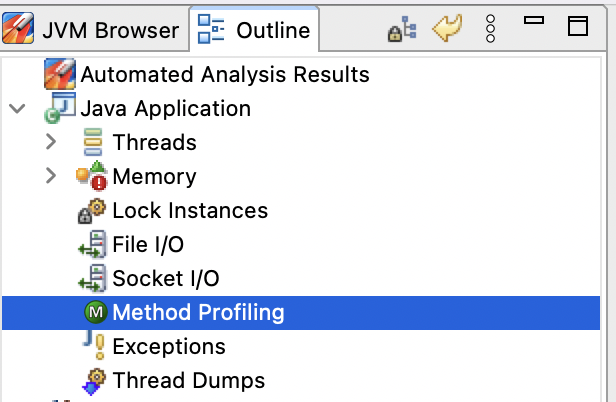 JVM Browser Outline
Automated Analysis Results
Java Application
Threads
Memory
Lock Instances
File I/O
Socket I/O
Method Profiling
Exceptions
Thread Dumps